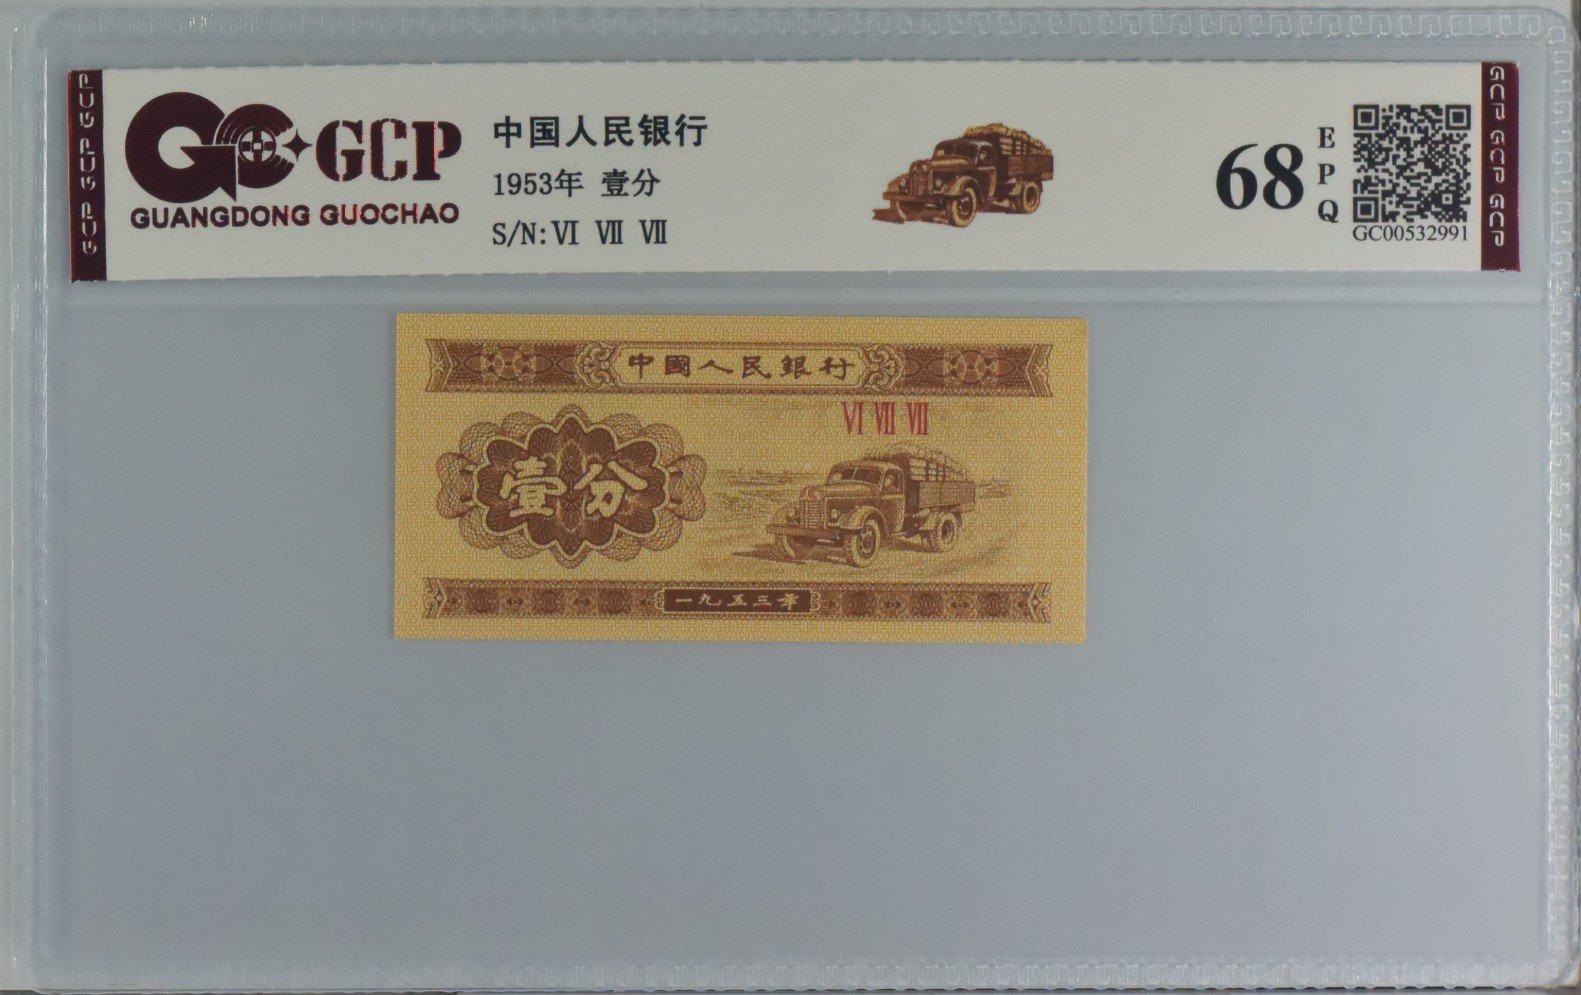 GCP GCP GCP
GCP
GUANGDONG GUOCHAO
中国人民银行
1953年 壹分
S/N: Ⅵ Ⅶ Ⅶ
68
EPQ
GC00532991
GCP GCP GCP
中國人民銀行
Ⅵ Ⅶ Ⅶ
壹分
一九五三年